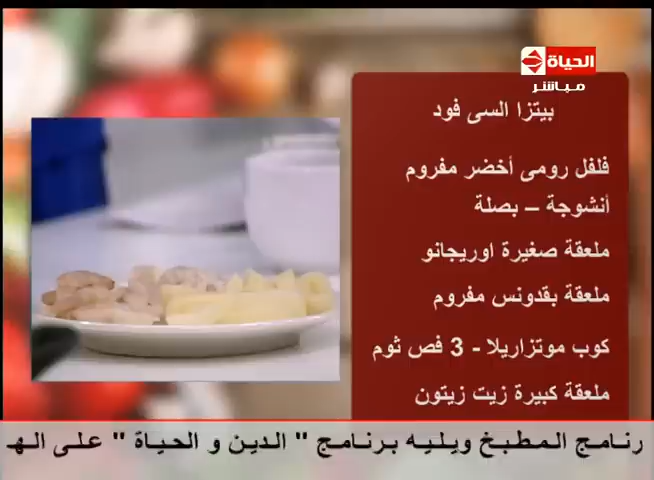 الحياة
مباشر
بيتزا السى فود
فلفل رومى أخضر مفروم
أنشوجة – بصلة
ملعقة صغيرة اوريجانو
ملعقة بقدونس مفروم
كوب موتزاريلا - 3 فص ثوم
ملعقة كبيرة زيت زيتون
رنامج المطبخ ويليه برنامج " الدين و الحياة " على اله